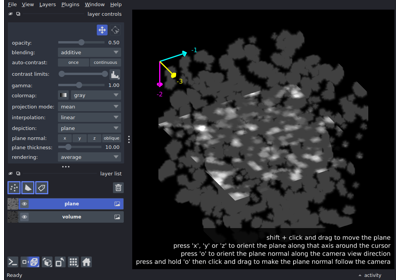 File View Layers Plugins Window Help
layer controls
opacity: 0.50
blending: additive
auto-contrast: once continuous
contrast limits:
gamma: 1.00
colormap: gray
projection mode: mean
interpolation: linear
depiction: plane
plane normal: x y z oblique
plane thickness: 10.00
rendering: average
layer list
plane
volume
-1
-3
-2
shift + click and drag to move the plane
press 'x', 'y' or 'z' to orient the plane along that axis around the cursor
press 'o' to orient the plane normal along the camera view direction
press and hold 'o' then click and drag to make the plane normal follow the camera
Ready
activity